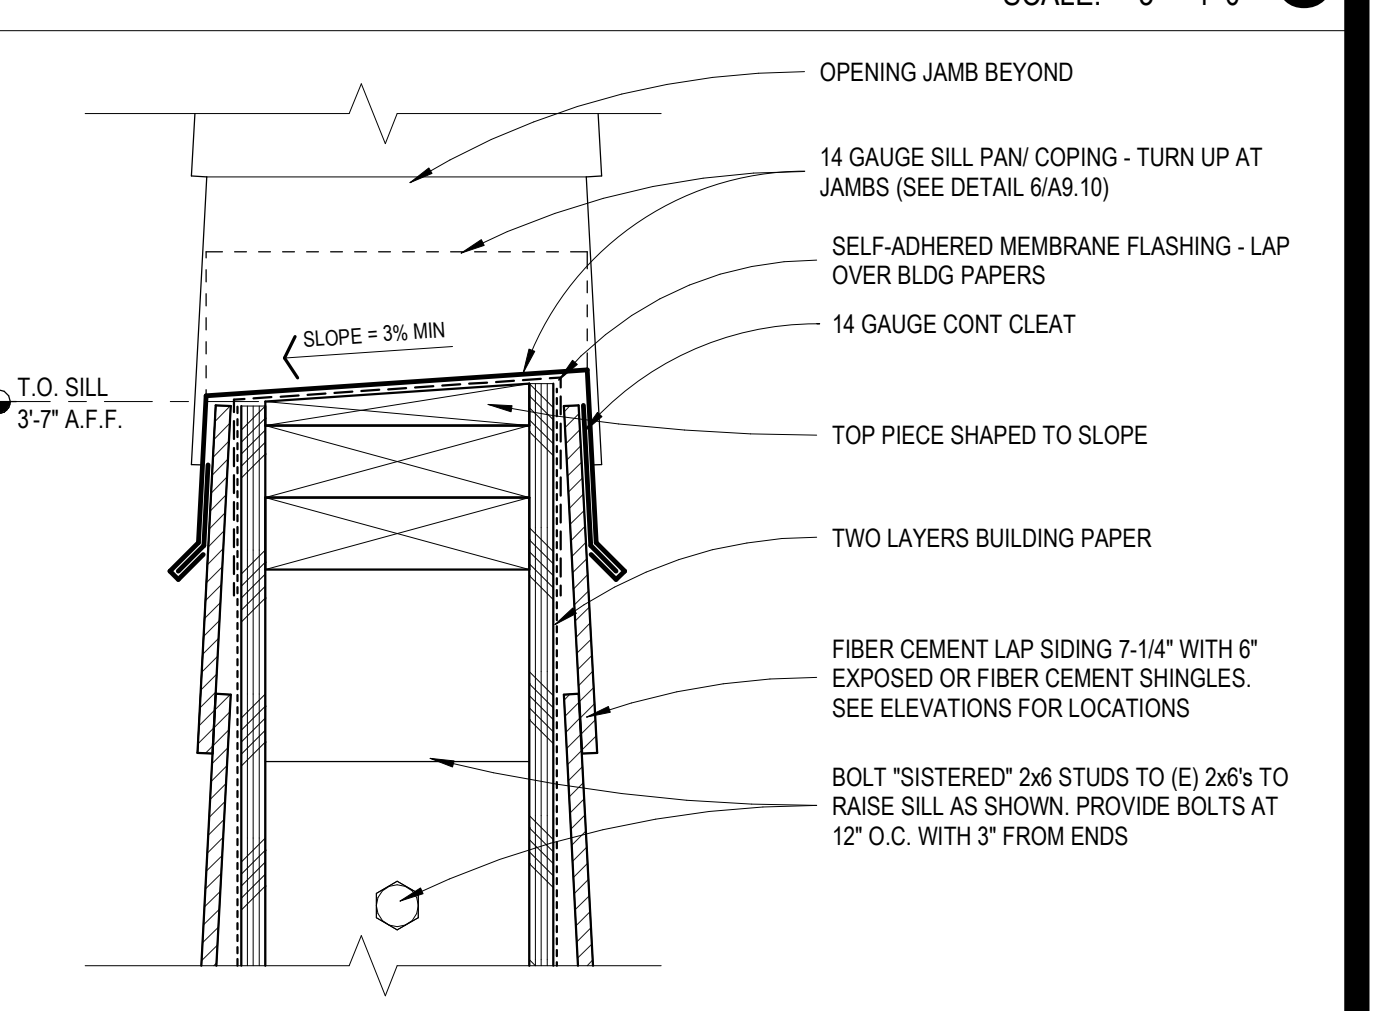 OPENING JAMB BEYOND
14 GAUGE SILL PAN/ COPING - TURN UP AT
JAMBS (SEE DETAIL 6/A9.10)
SELF-ADHERED MEMBRANE FLASHING - LAP
OVER BLDG PAPERS
14 GAUGE CONT CLEAT
SLOPE = 3% MIN
T.O. SILL
3'-7" A.F.F.
TOP PIECE SHAPED TO SLOPE
TWO LAYERS BUILDING PAPER
FIBER CEMENT LAP SIDING 7-1/4" WITH 6"
EXPOSED OR FIBER CEMENT SHINGLES.
SEE ELEVATIONS FOR LOCATIONS
BOLT "SISTERED" 2x6 STUDS TO (E) 2x6's TO
RAISE SILL AS SHOWN. PROVIDE BOLTS AT
12" O.C. WITH 3" FROM ENDS